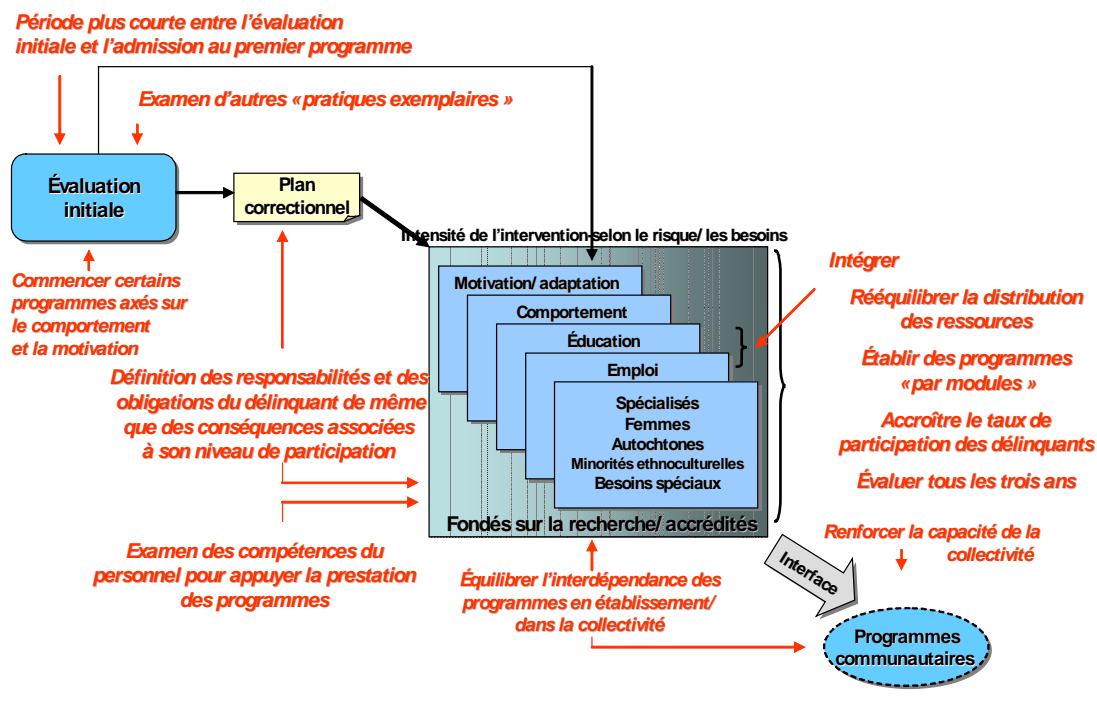 Période plus courte entre l’évaluation
initiale et l’admission au premier programme
Examen d’autres «pratiques exemplaires »
Évaluation
initiale
Plan
correctionnel
Intensité de l’intervention selon le risque/ les besoins
Commencer certains
programmes axés sur
le comportement
et la motivation
Motivation/ adaptation
Comportement
Éducation
Emploi
Spécialisés
Femmes
Autochtones
Minorités ethnoculturelles
Besoins spéciaux
Fondés sur la recherche/ accrédités
Intégrer
Rééquilibrer la distribution
des ressources
Établir des programmes
«par modules »
Accroître le taux de
participation des délinquants
Évaluer tous les trois ans
Définition des responsabilités et des
obligations du délinquant de même
que des conséquences associées
à son niveau de participation
Examen des compétences du
personnel pour appuyer la prestation
des programmes
Équilibrer l’interdépendance des
programmes en établissement/
dans la collectivité
Renforcer la capacité de la
collectivité
Interface
Programmes
communautaires